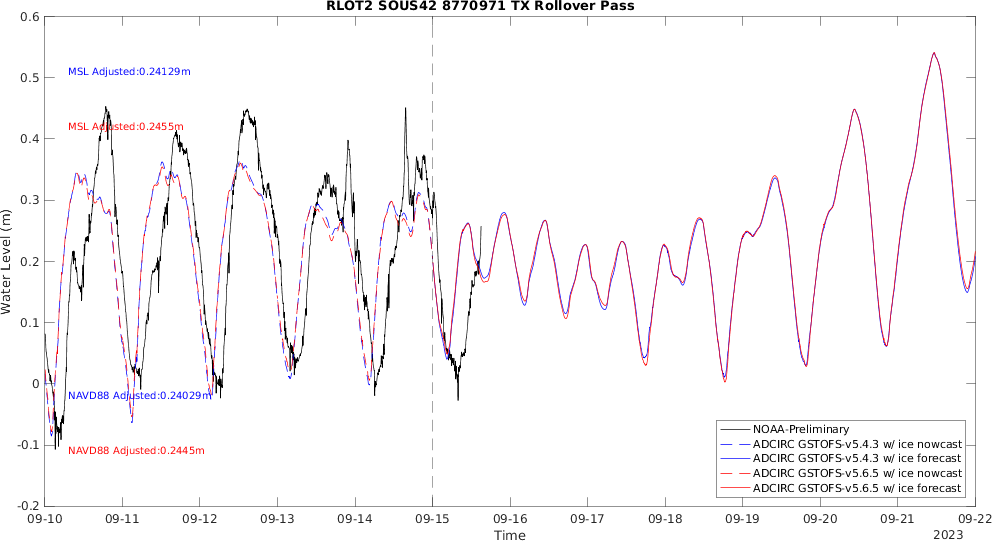 RLOT2 SOUS42 8770971 TX Rollover Pass
0.6
0.5
0.4
0.3
0.2
0.1
0
-0.1
-0.2
Water Level (m)
MSL Adjusted:0.24129m
MSL Adjusted:0.2455m
NAVD88 Adjusted:0.24029m
NAVD88 Adjusted:0.2445m
NOAA-Preliminary
ADCIRC GSTOFS-v5.4.3 w/ ice nowcast
ADCIRC GSTOFS-v5.4.3 w/ ice forecast
ADCIRC GSTOFS-v5.6.5 w/ ice nowcast
ADCIRC GSTOFS-v5.6.5 w/ ice forecast
09-10 09-11 09-12 09-13 09-14 09-15 09-16 09-17 09-18 09-19 09-20 09-21 09-22
Time
2023